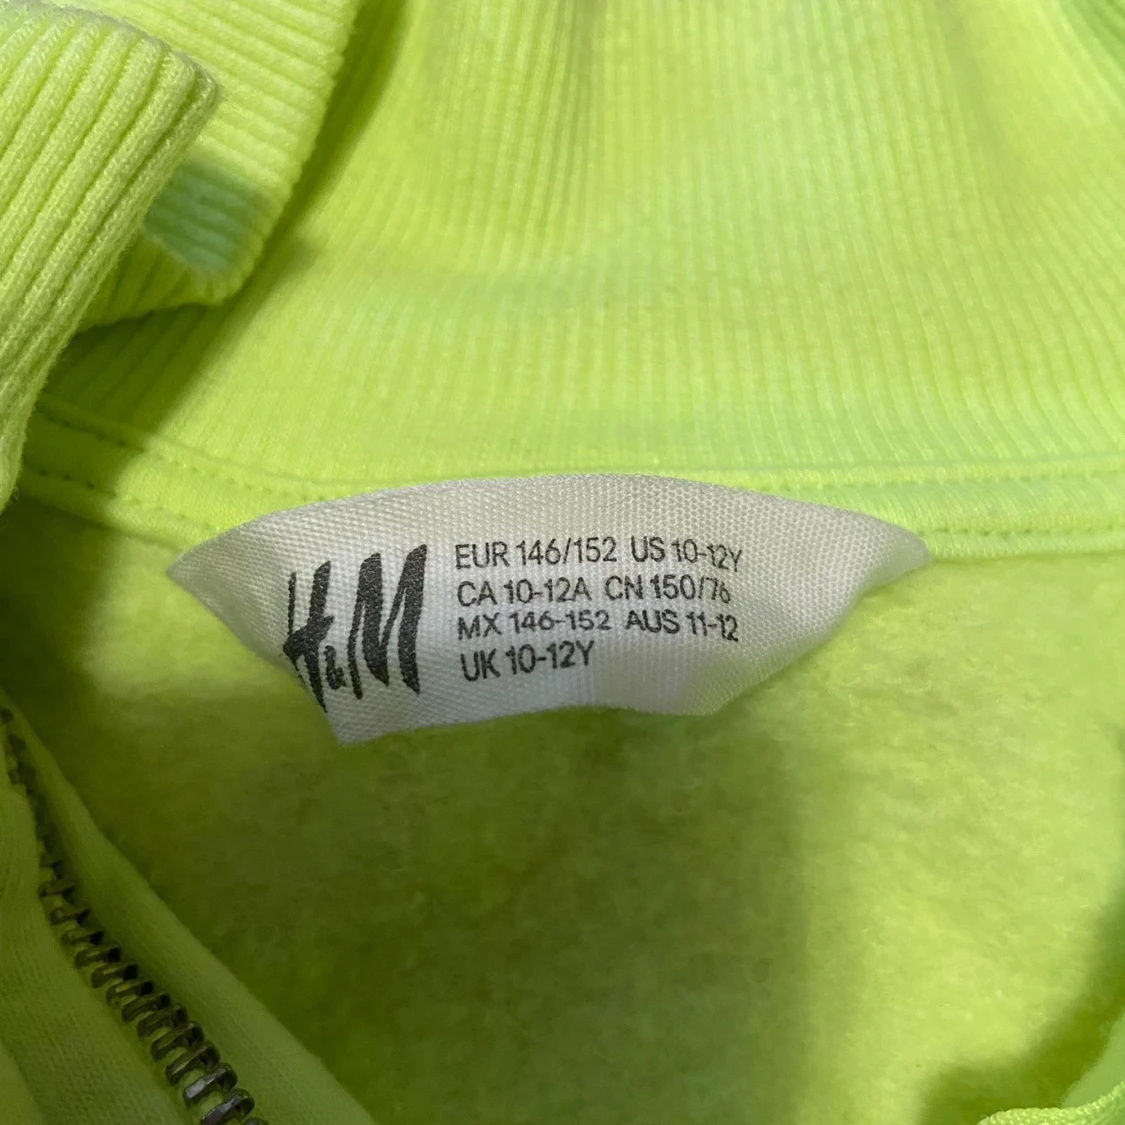 H&M
EUR 146/152 US 10-12Y
CA 10-12A CN 150/76
MX 146-152 AUS 11-12
UK 10-12Y